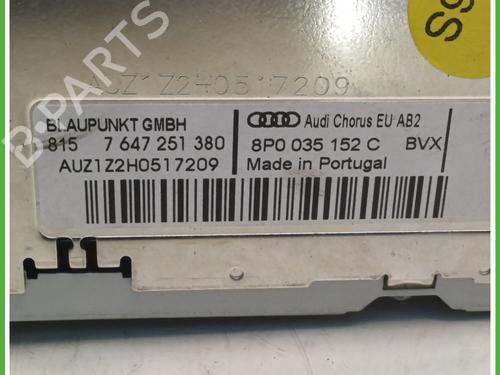 B-PARTS
S9
AUZ1Z2H0517209
BLAUPUNKT GMBH
Audi Chorus EU AB2
815 7 647 251 380
8P0 035 152 C BVX
AUZ1Z2H0517209
Made in Portugal